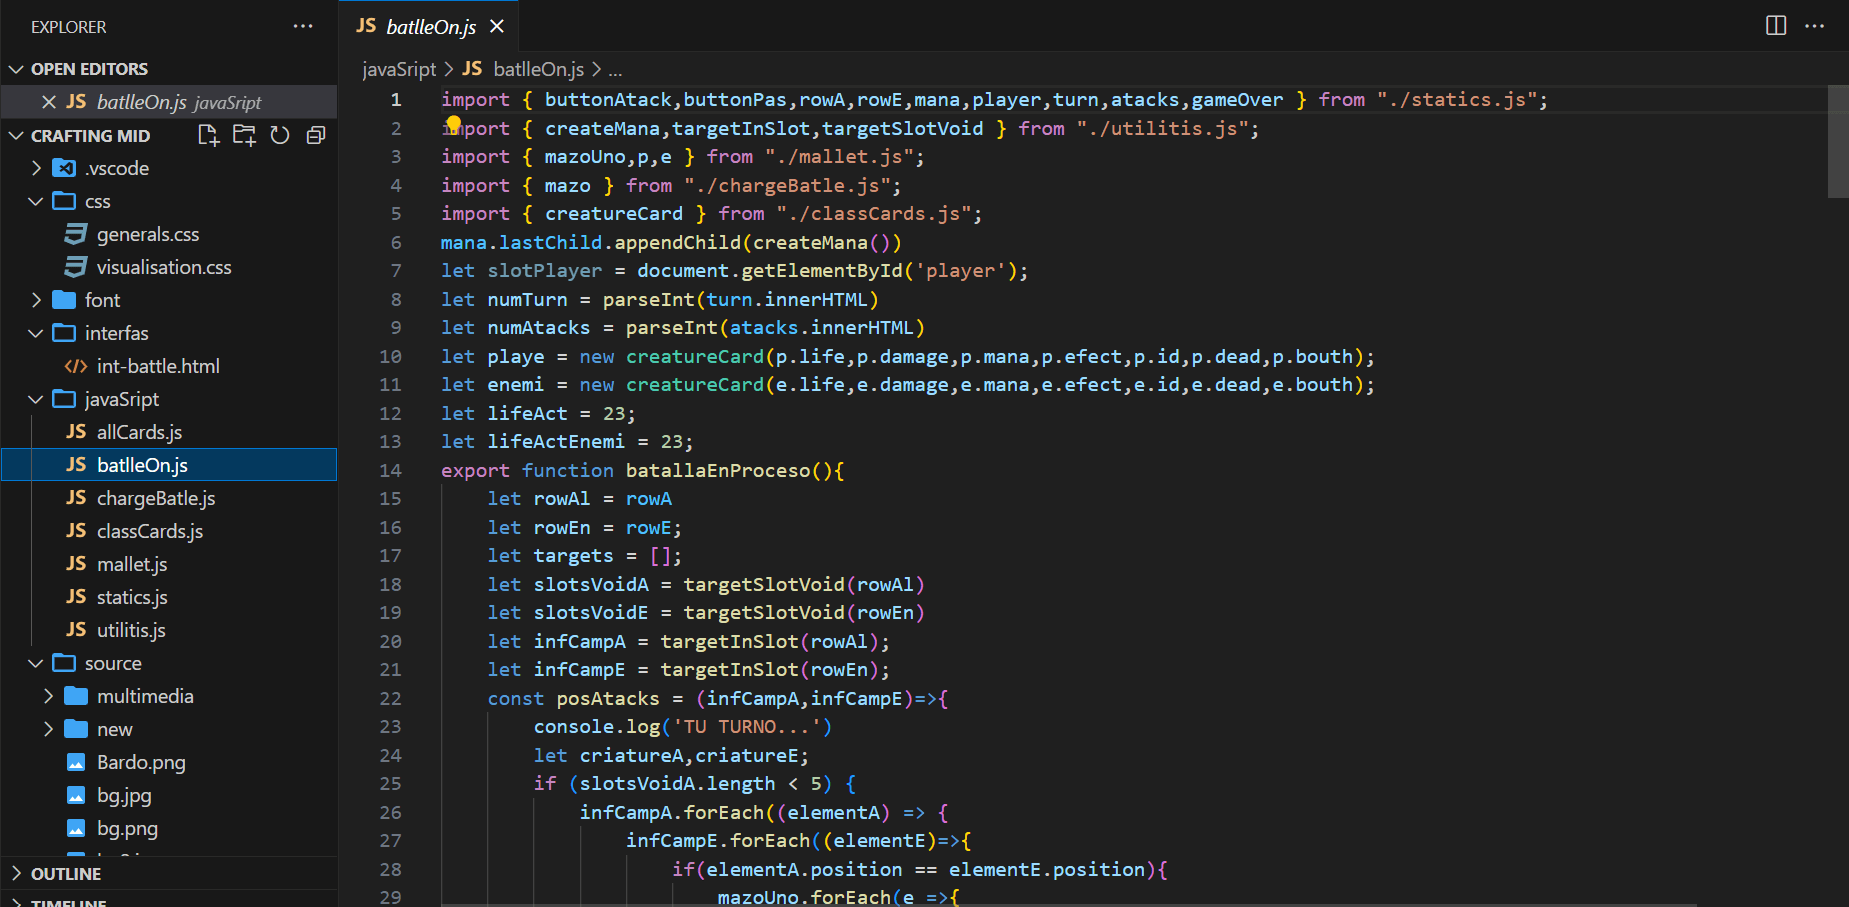 EXPLORER
OPEN EDITORS
JS batlleOn.js javaSript
CRAFTING MID
.vscode
css
generals.css
visualisation.css
font
interfas
int-battle.html
javaSript
JS allCards.js
JS batlleOn.js
JS chargeBatle.js
JS classCards.js
JS mallet.js
JS statics.js
JS utilitis.js
source
multimedia
new
Bardo.png
bg.jpg
bg.png
OUTLINE
TIMELINE
JS batlleOn.js
javaSript > JS batlleOn.js > ...
1 import { buttonAtack,buttonPas,rowA,rowE,mana,player,turn,atacks,gameOver } from "./statics.js";
2 import { createMana,targetInSlot,targetSlotVoid } from "./utilitis.js";
3 import { mazoUno,p,e } from "./mallet.js";
4 import { mazo } from "./chargeBatle.js";
5 import { creatureCard } from "./classCards.js";
6 mana.lastChild.appendChild(createMana())
7 let slotPlayer = document.getElementById('player');
8 let numTurn = parseInt(turn.innerHTML)
9 let numAtacks = parseInt(atacks.innerHTML)
10 let playe = new creatureCard(p.life,p.damage,p.mana,p.efect,p.id,p.dead,p.bouth);
11 let enemi = new creatureCard(e.life,e.damage,e.mana,e.efect,e.id,e.dead,e.bouth);
12 let lifeAct = 23;
13 let lifeActEnemi = 23;
14 export function batallaEnProceso(){
15 let rowAl = rowA
16 let rowEn = rowE;
17 let targets = [];
18 let slotsVoidA = targetSlotVoid(rowAl)
19 let slotsVoidE = targetSlotVoid(rowEn)
20 let infCampA = targetInSlot(rowAl);
21 let infCampE = targetInSlot(rowEn);
22 const posAtacks = (infCampA,infCampE)=>{
23 console.log('TU TURNO...')
24 let criatureA,criatureE;
25 if (slotsVoidA.length < 5) {
26 infCampA.forEach((elementA) => {
27 infCampE.forEach((elementE)=>{
28 if(elementA.position == elementE.position){
29 mazoUno.forEach(e =>{